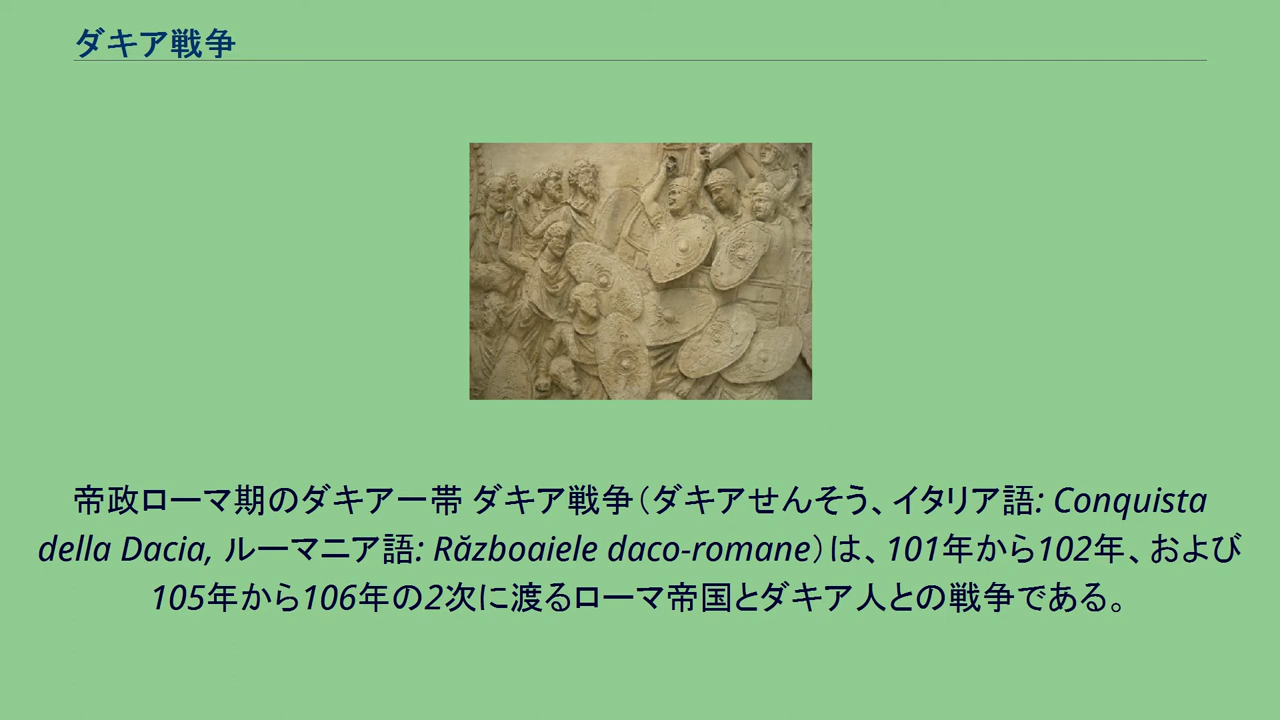 ダキア戦争
帝政ローマ期のダキア一帯 ダキア戦争（ダキアせんそう、イタリア語: Conquista
della Dacia, ルーマニア語: Războaiele daco-romane）は、101年から102年、および
105年から106年の2次に渡るローマ帝国とダキア人との戦争である。